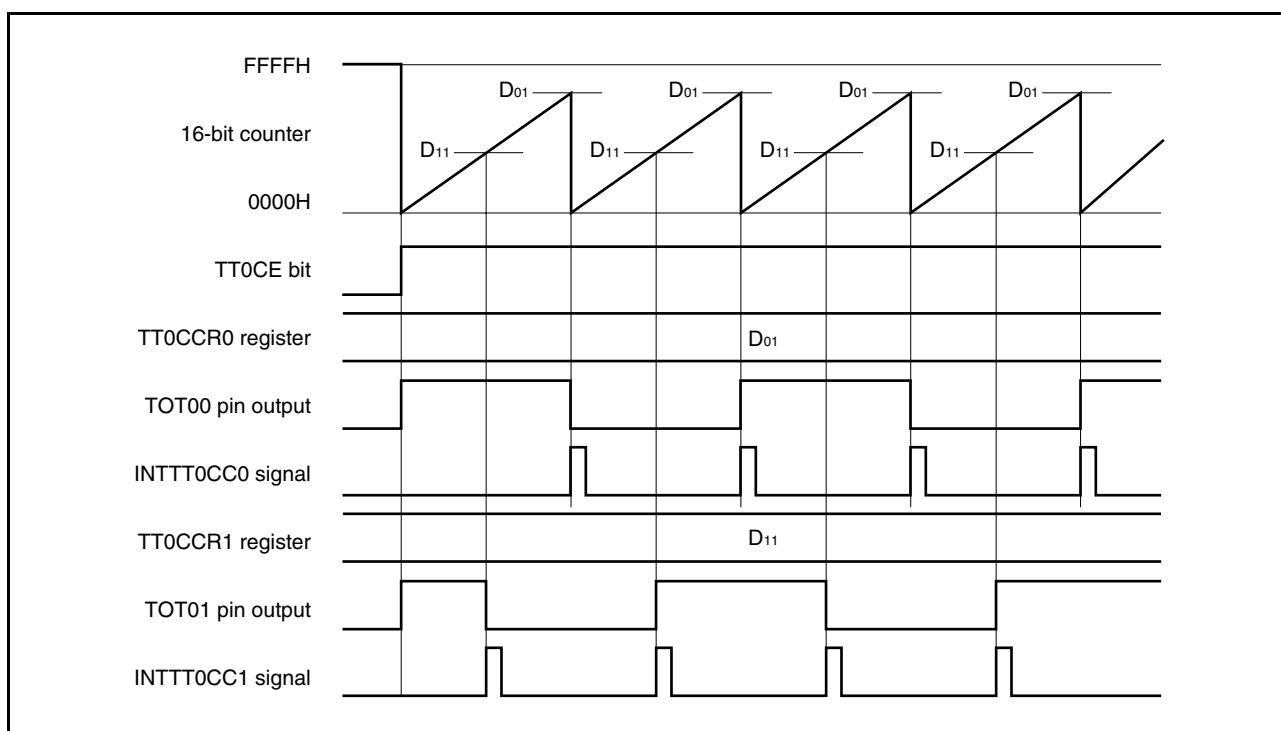 FFFFH
D01 D01 D01 D01
16-bit counter
D11 D11 D11 D11
0000H
TT0CE bit
TT0CCR0 register D01
TOT00 pin output
INTTT0CC0 signal
TT0CCR1 register D11
TOT01 pin output
INTTT0CC1 signal